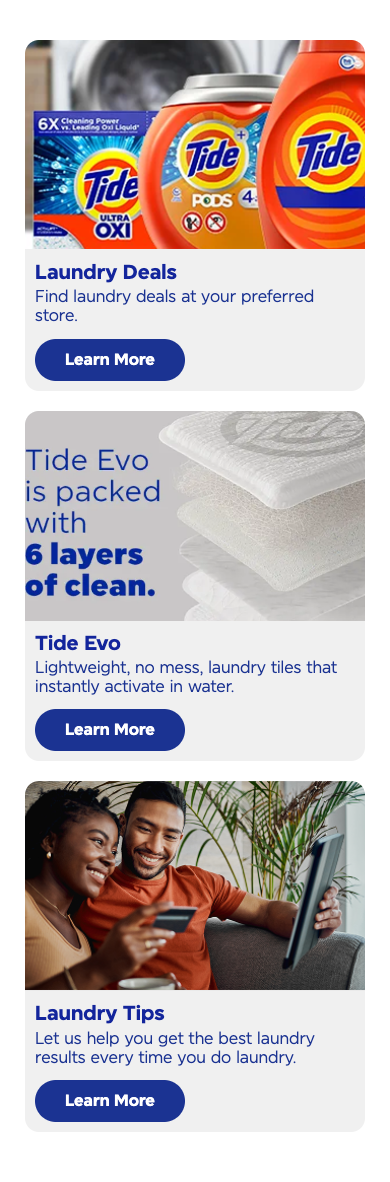 6X Cleaning Power
vs. Leading Oxi Liquid*
Tide
ULTRA
OXI
Tide+
PODS
4
Tide
Laundry Deals
Find laundry deals at your preferred
store.
Learn More
Tide
Tide Evo
is packed
with
6 layers
of clean.
Tide Evo
Lightweight, no mess, laundry tiles that
instantly activate in water.
Learn More
Laundry Tips
Let us help you get the best laundry
results every time you do laundry.
Learn More